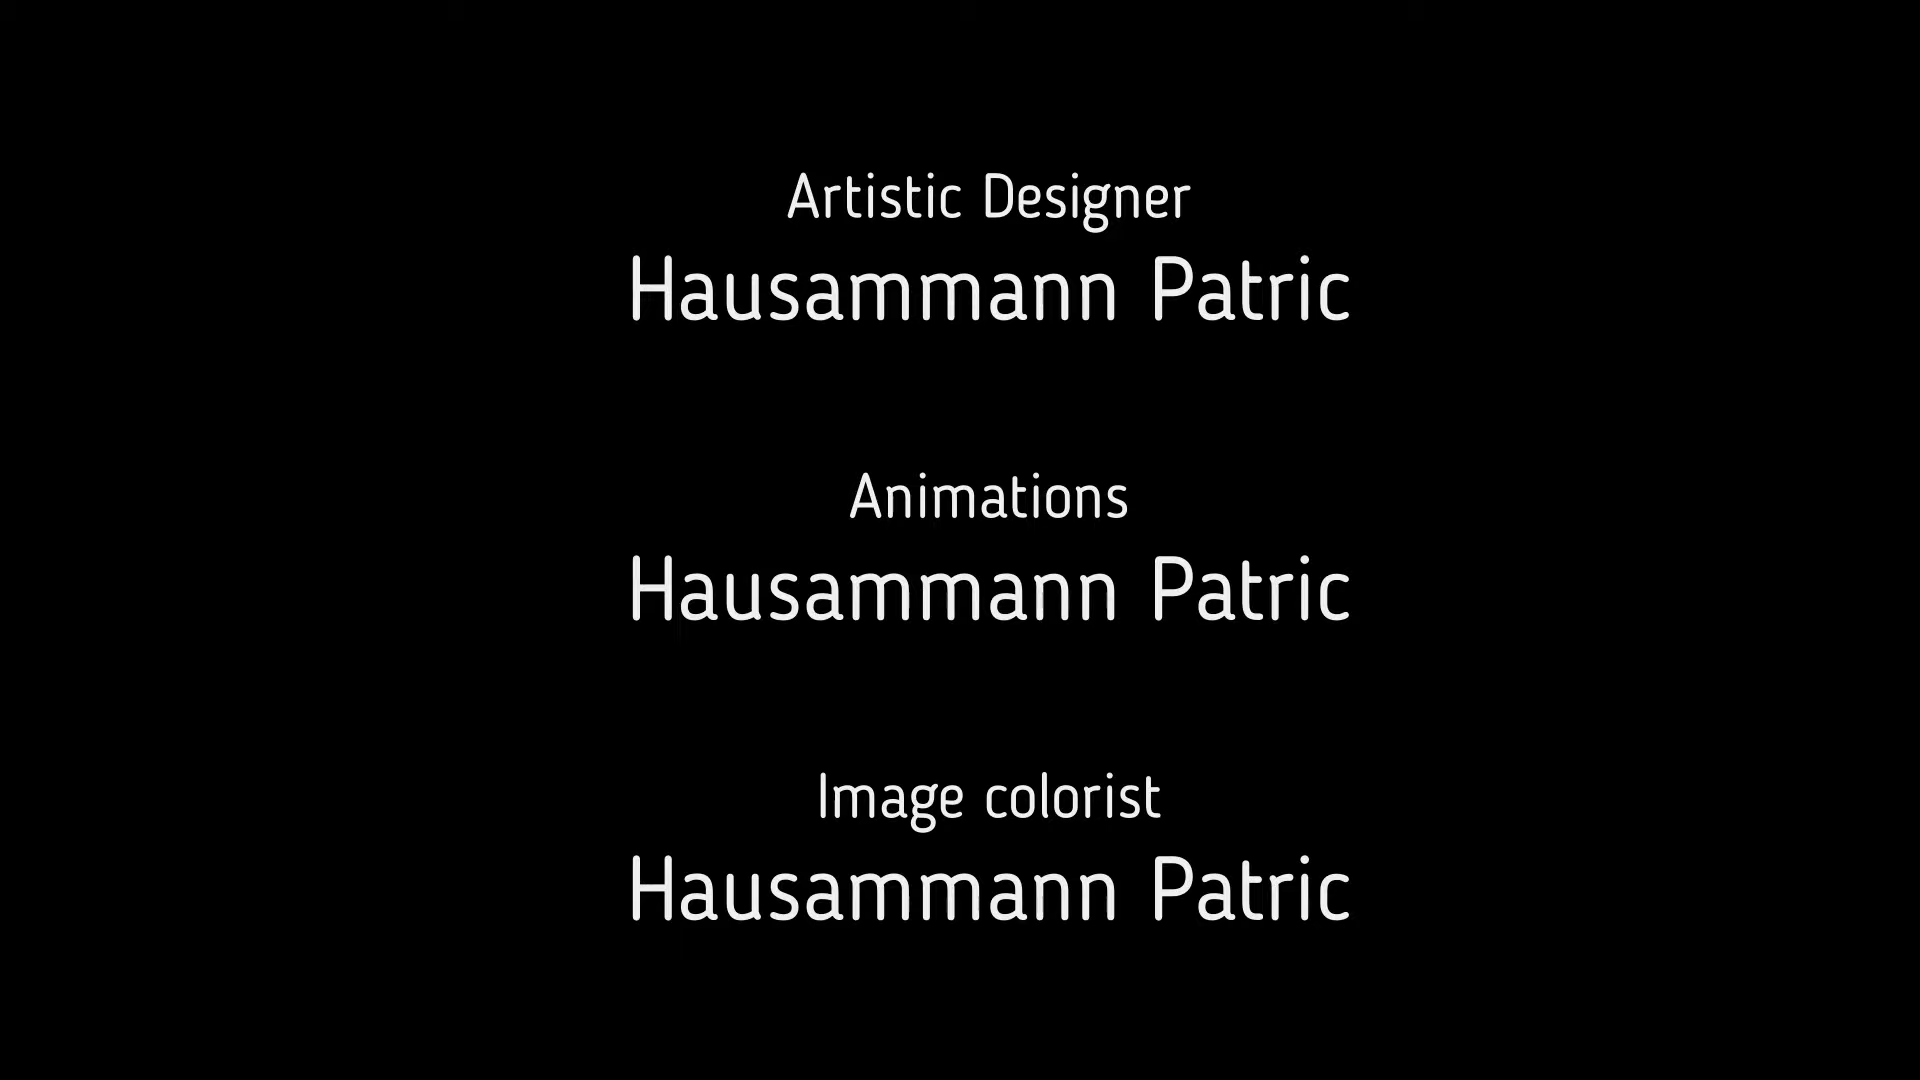 Artistic Designer
Hausammann Patric
Animations
Hausammann Patric
Image colorist
Hausammann Patric